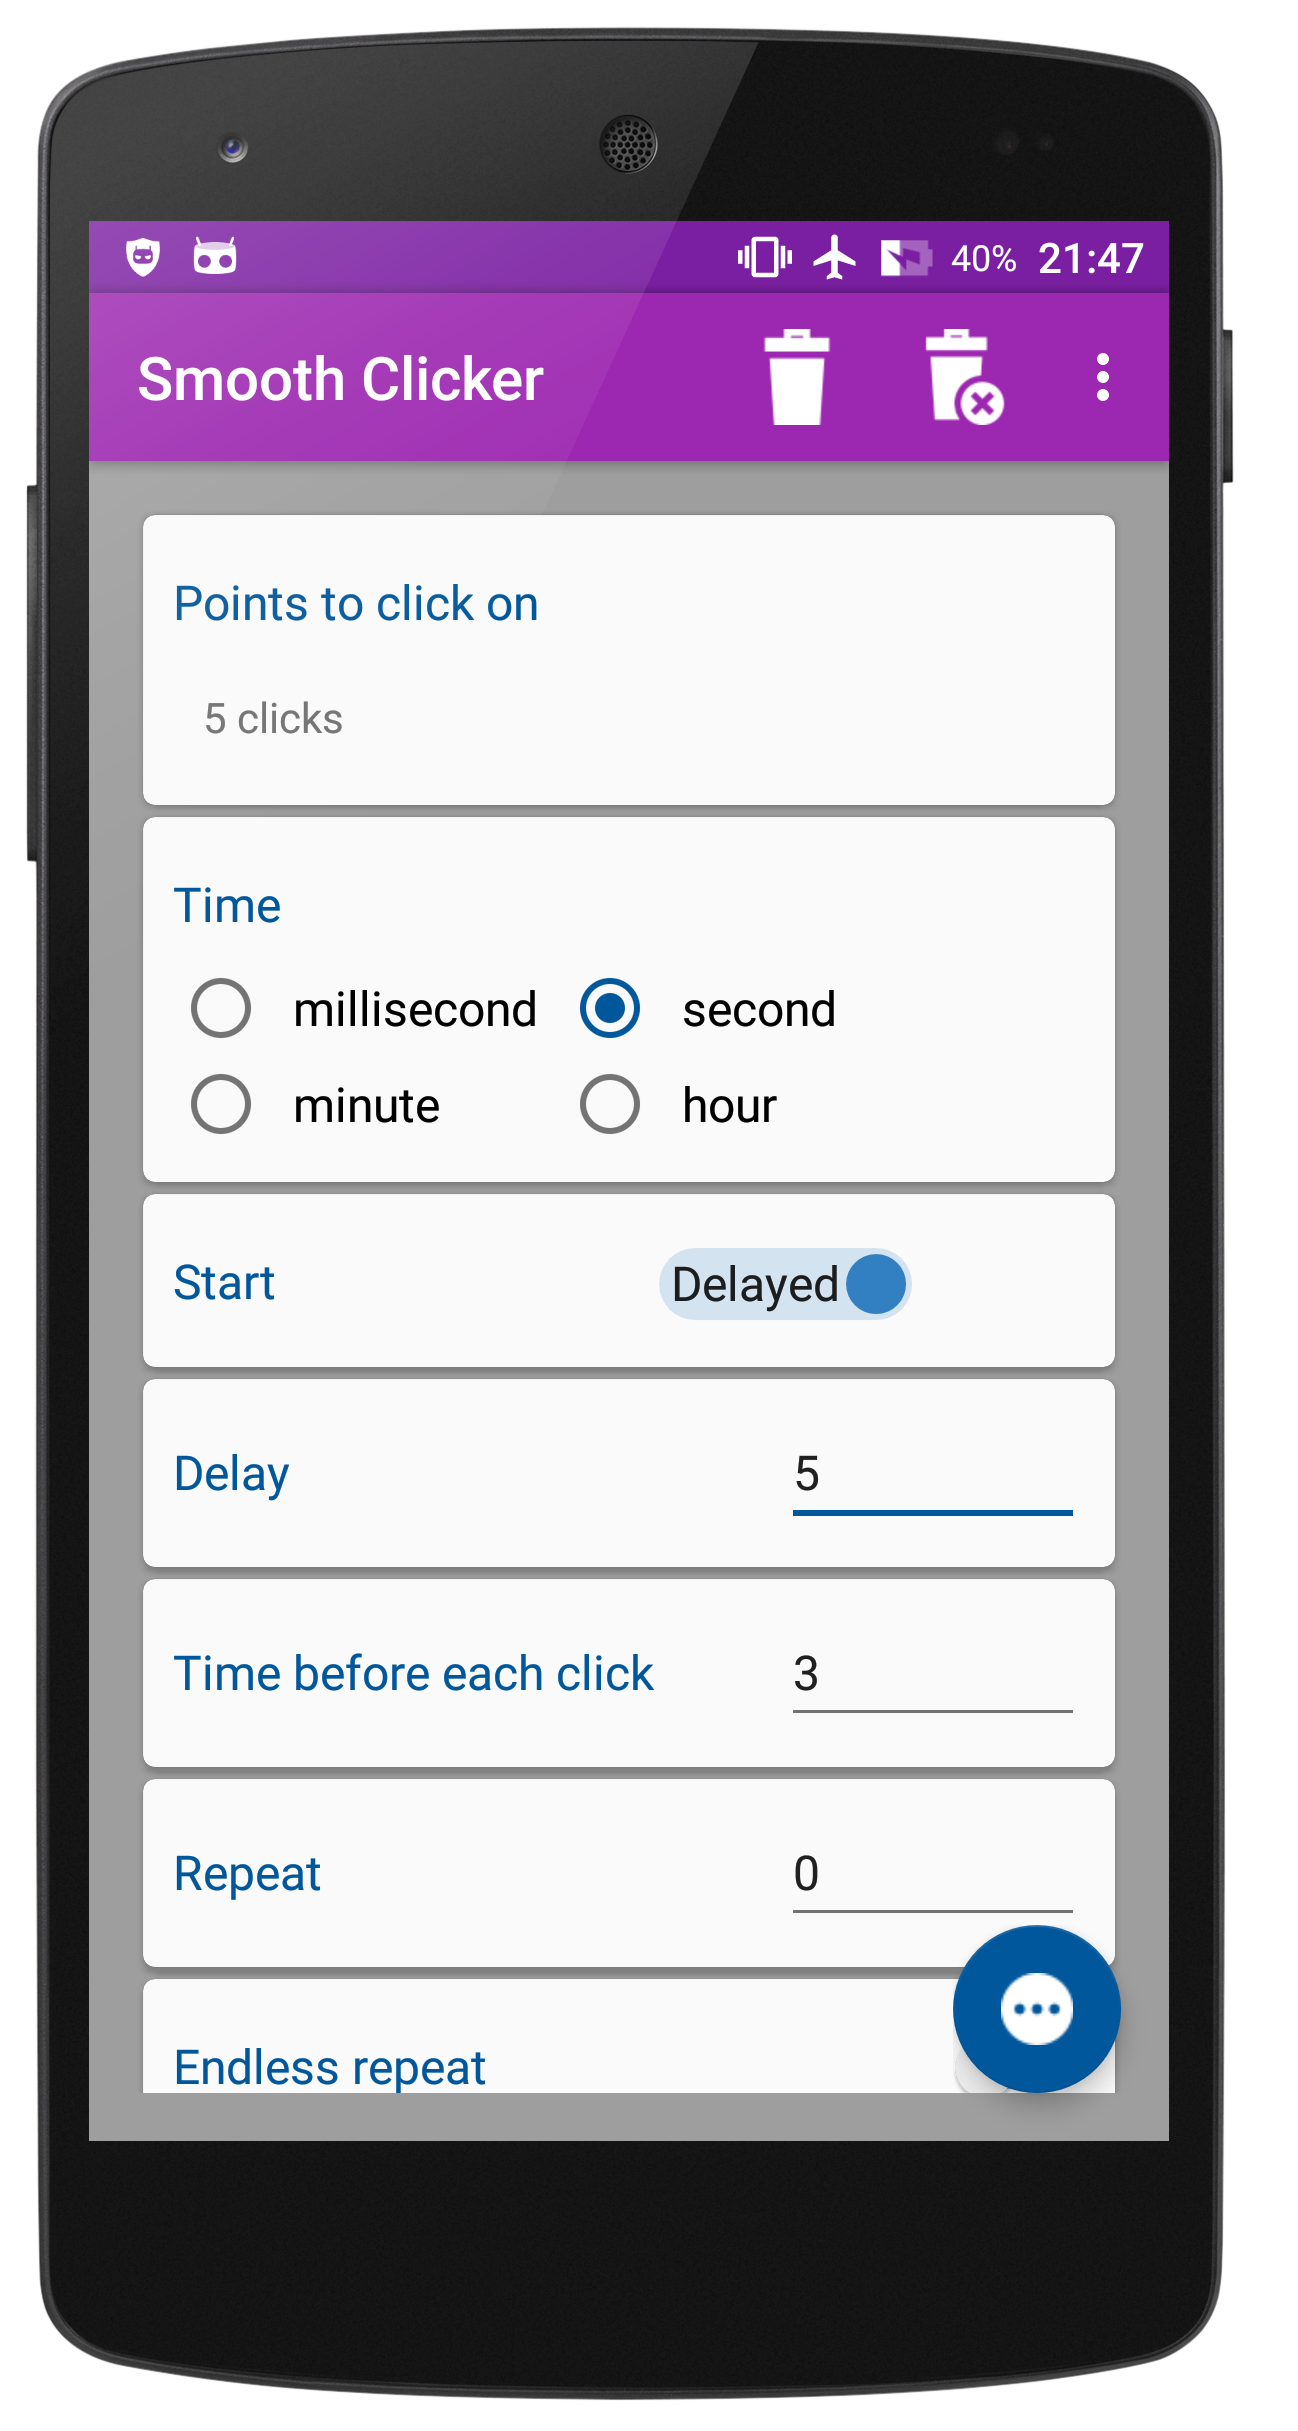 40% 21:47
Smooth Clicker
Points to click on
5 clicks
Time
millisecond second
minute hour
Start Delayed
Delay 5
Time before each click 3
Repeat 0
Endless repeat